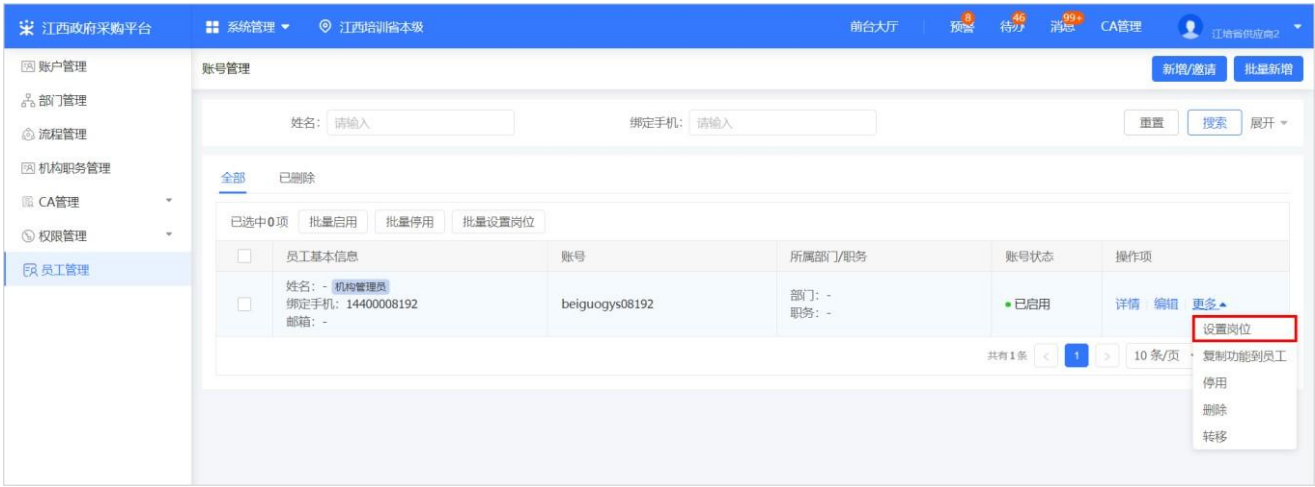 江西政府采购平台 系统管理 江西培训省本级 前台大厅 预警 8 待办 46 消息 99+ CA管理 江培省供应商2
账户管理
部门管理
流程管理
机构职务管理
CA管理
权限管理
员工管理
账号管理 新增/邀请 批量新增
姓名： 请输入 绑定手机： 请输入 重置 搜索 展开
全部 已删除
已选中0项 批量启用 批量停用 批量设置岗位
员工基本信息 账号 所属部门/职务 账号状态 操作项
姓名： - 机构管理员
绑定手机： 14400008192
邮箱： -
beiguogys08192
部门： -
职务： -
已启用
详情 编辑 更多
设置岗位
复制功能到员工
停用
删除
转移
共有1条 < 1 > 10 条/页